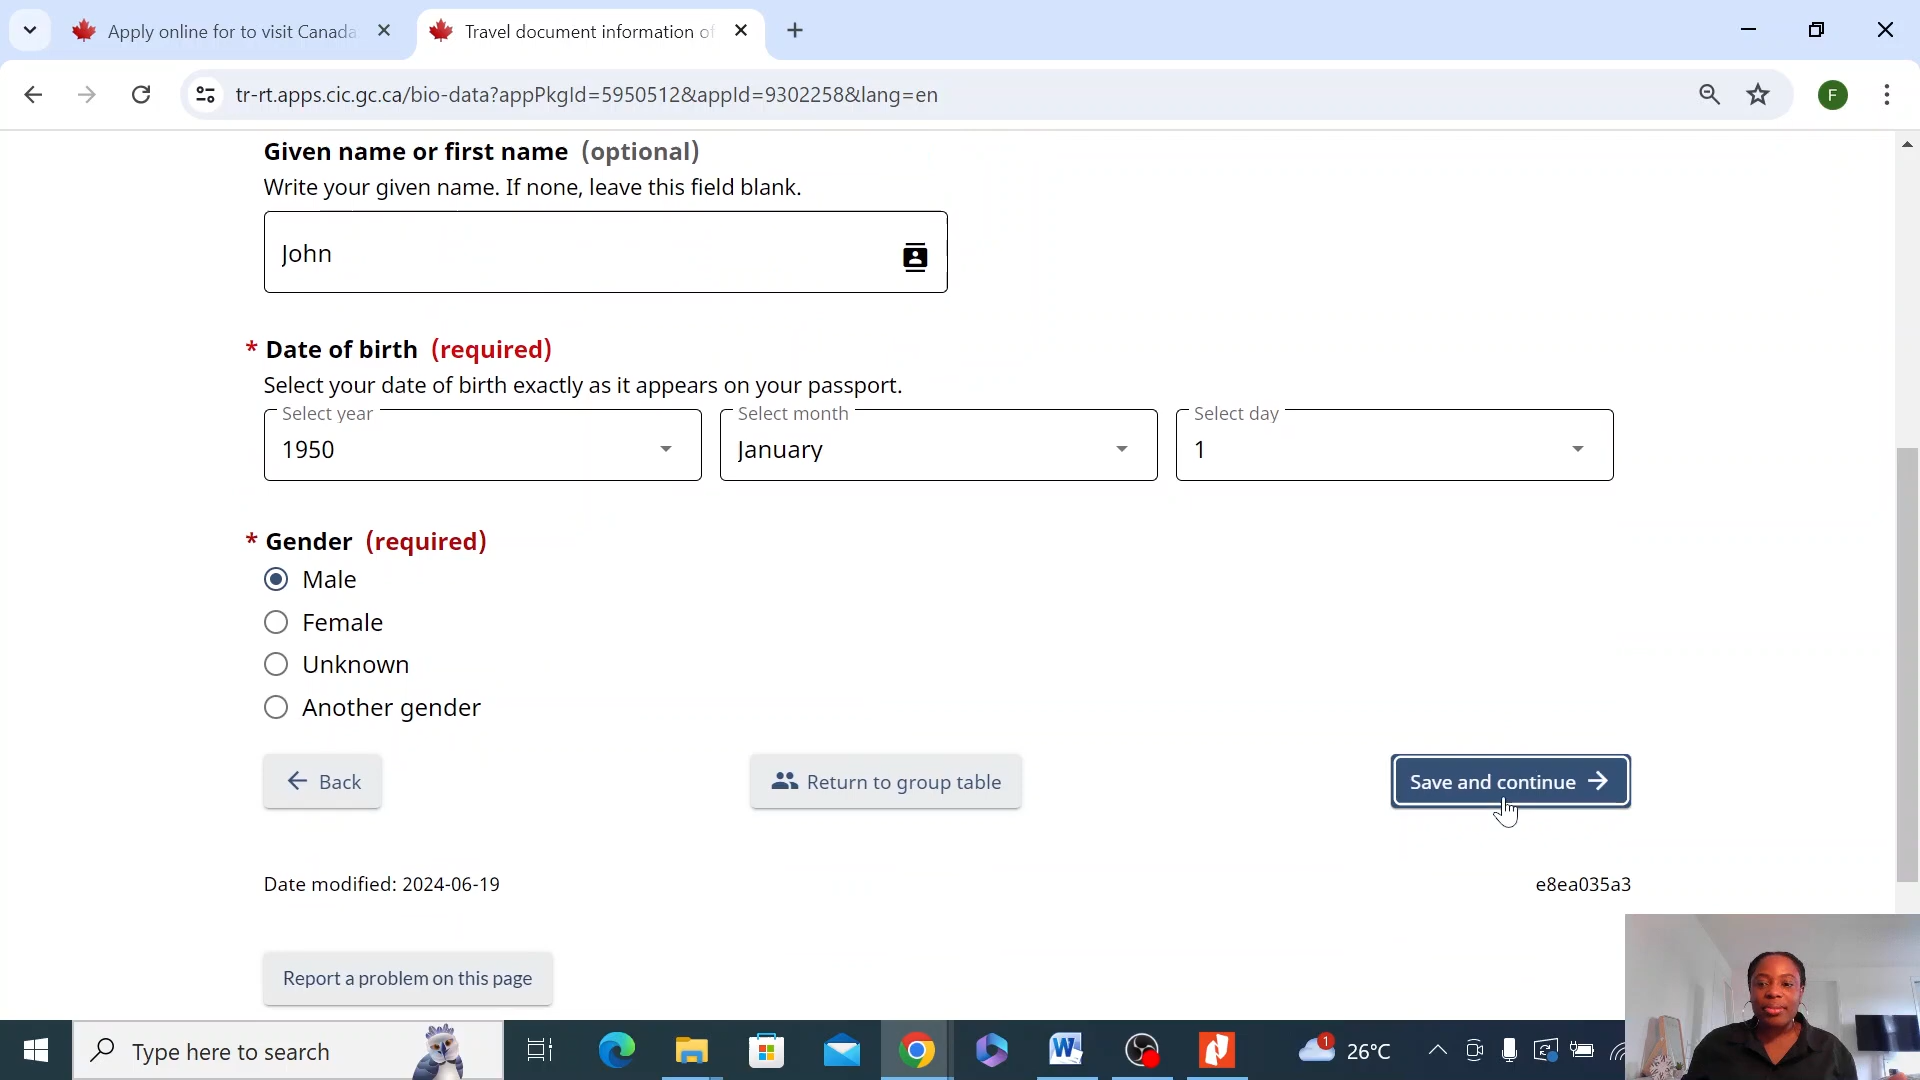 Apply online for to visit Canada
Travel document information of
tr-rt.apps.cic.gc.ca/bio-data?appPkgId=5950512&appId=9302258&lang=en
F
Given name or first name (optional)
Write your given name. If none, leave this field blank.
John
* Date of birth (required)
Select your date of birth exactly as it appears on your passport.
Select year
1950
Select month
January
Select day
1
* Gender (required)
Male
Female
Unknown
Another gender
Back
Return to group table
Save and continue
Date modified: 2024-06-19
e8ea035a3
Report a problem on this page
Type here to search
W
1
26°C